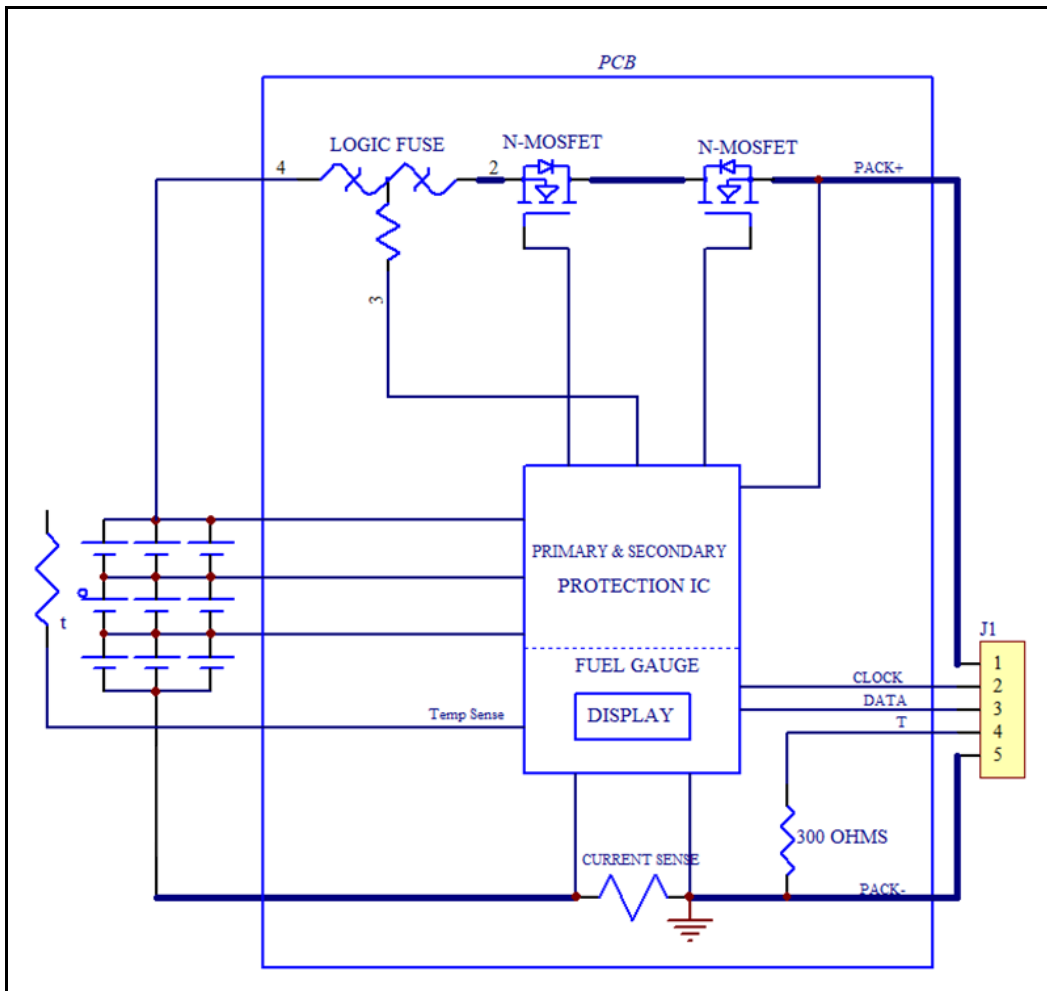 PCB
LOGIC FUSE
N-MOSFET
N-MOSFET
4
2
PACK+
3
PRIMARY & SECONDARY
PROTECTION IC
t
J1
FUEL GAUGE
1
CLOCK
2
DATA
3
Temp Sense
DISPLAY
T
4
5
300 OHMS
CURRENT SENSE
PACK-